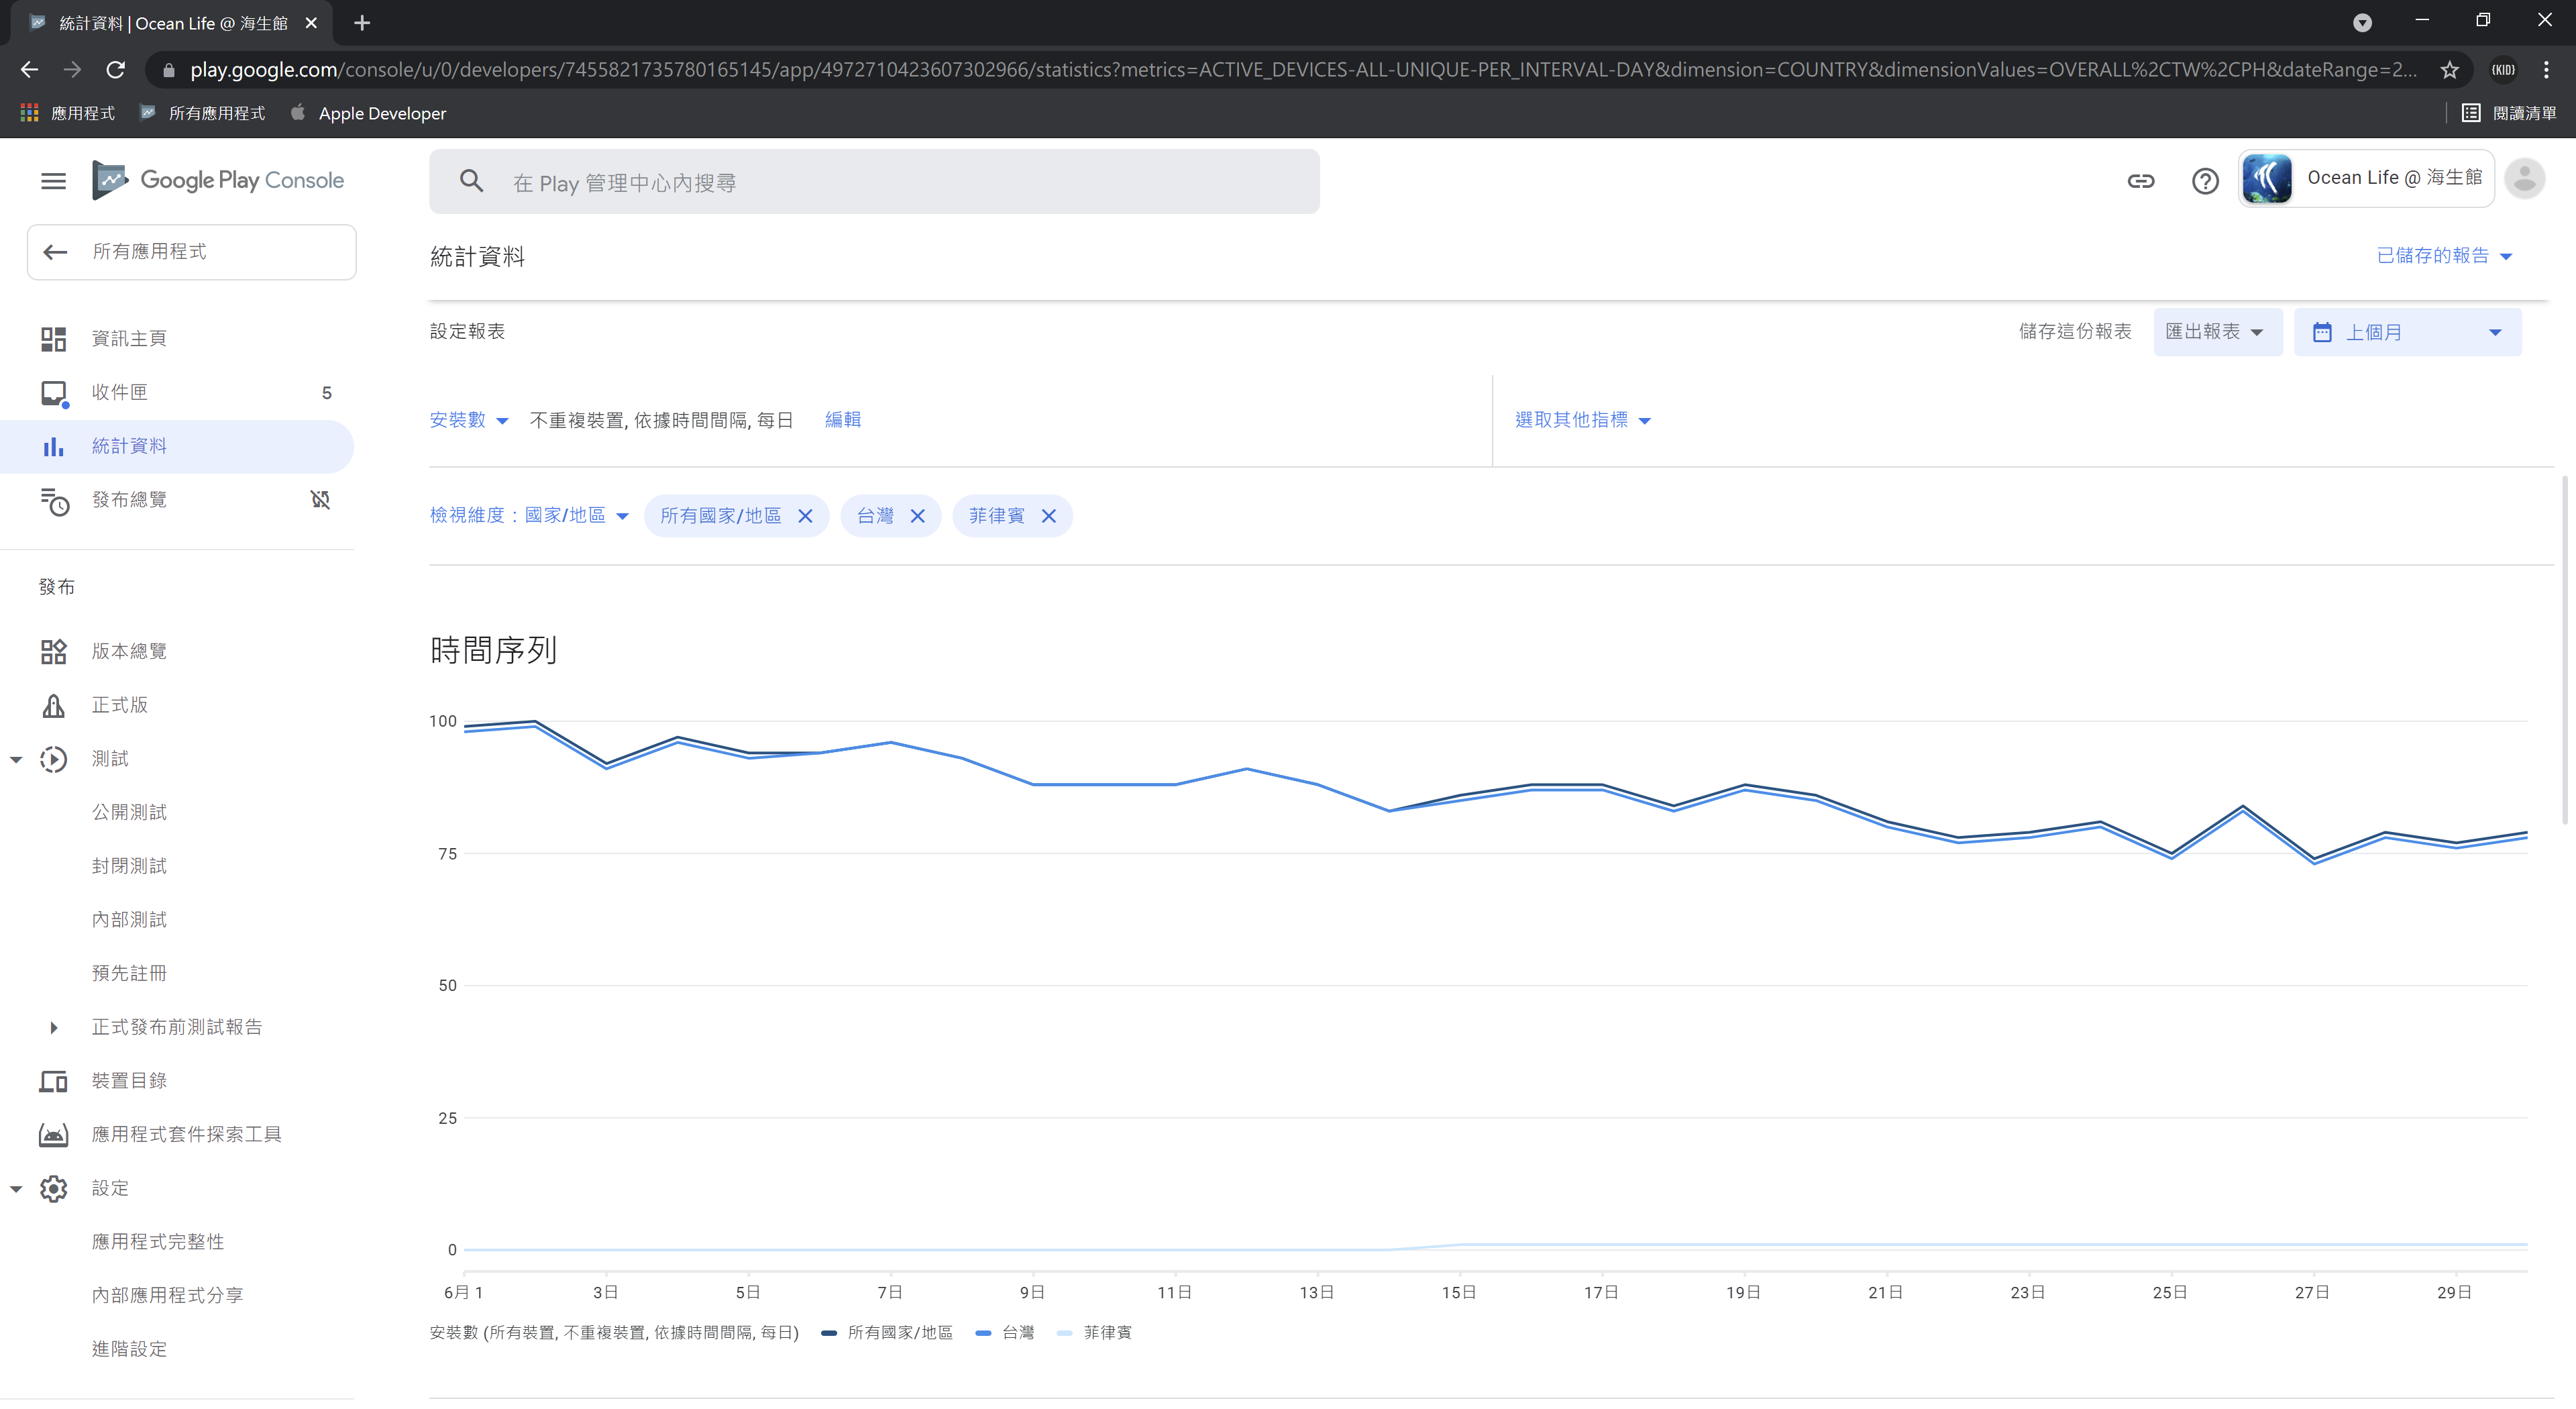 統計資料 | Ocean Life @ 海生館
play.google.com/console/u/0/developers/7455821735780165145/app/4972710423607302966/statistics?metrics=ACTIVE_DEVICES-ALL-UNIQUE-PER_INTERVAL-DAY&dimension=COUNTRY&dimensionValues=OVERALL%2CTW%2CPH&dateRange=2...
{KID}
應用程式 所有應用程式 Apple Developer 閱讀清單
Google Play Console
在 Play 管理中心內搜尋
Ocean Life @ 海生館
所有應用程式
資訊主頁
收件匣 5
統計資料
發布總覽
發布
版本總覽
正式版
測試
公開測試
封閉測試
內部測試
預先註冊
正式發布前測試報告
裝置目錄
應用程式套件探索工具
設定
應用程式完整性
內部應用程式分享
進階設定
統計資料
已儲存的報告
設定報表
儲存這份報表 匯出報表 上個月
安裝數 不重複裝置, 依據時間間隔, 每日 編輯
選取其他指標
檢視維度：國家/地區 所有國家/地區 台灣 菲律賓
時間序列
100
75
50
25
0
6月 1 3日 5日 7日 9日 11日 13日 15日 17日 19日 21日 23日 25日 27日 29日
安裝數 (所有裝置, 不重複裝置, 依據時間間隔, 每日) 所有國家/地區 台灣 菲律賓